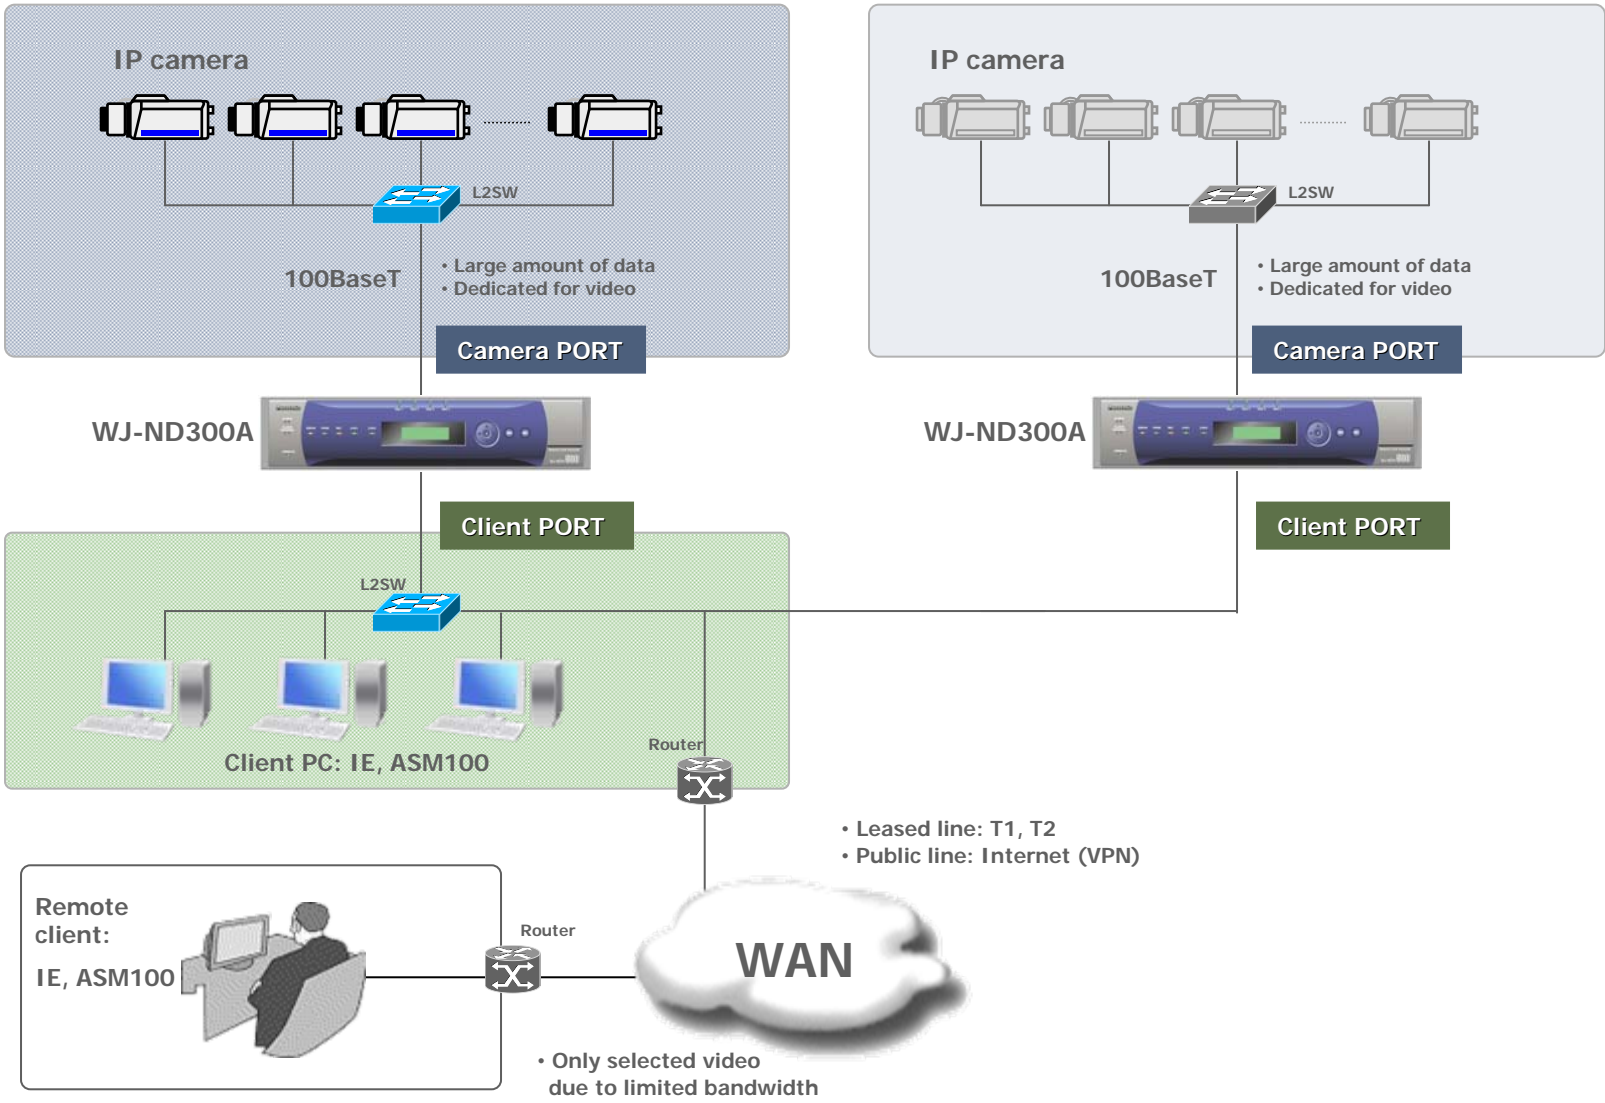 IP camera
IP camera
L2SW
L2SW
100BaseT
• Large amount of data
• Dedicated for video
100BaseT
• Large amount of data
• Dedicated for video
Camera PORT
Camera PORT
WJ-ND300A
WJ-ND300A
Client PORT
Client PORT
L2SW
Client PC: IE, ASM100
Router
• Leased line: T1, T2
• Public line: Internet (VPN)
Remote
client:
IE, ASM100
Router
WAN
• Only selected video
due to limited bandwidth